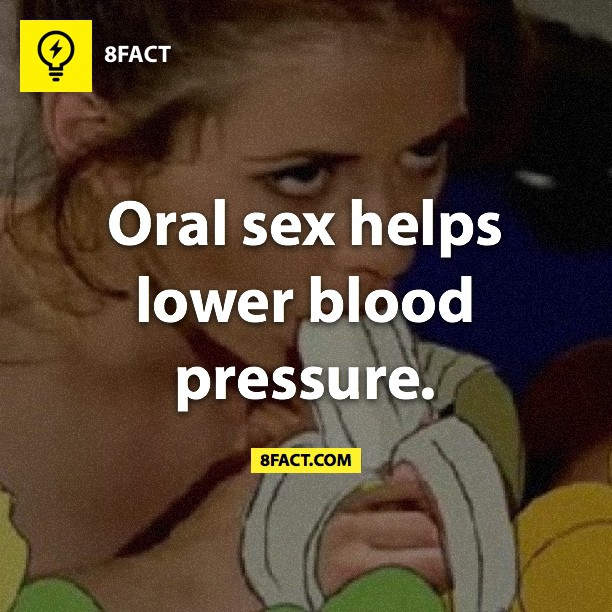 8FACT
Oral sex helps
lower blood
pressure.
8FACT.COM